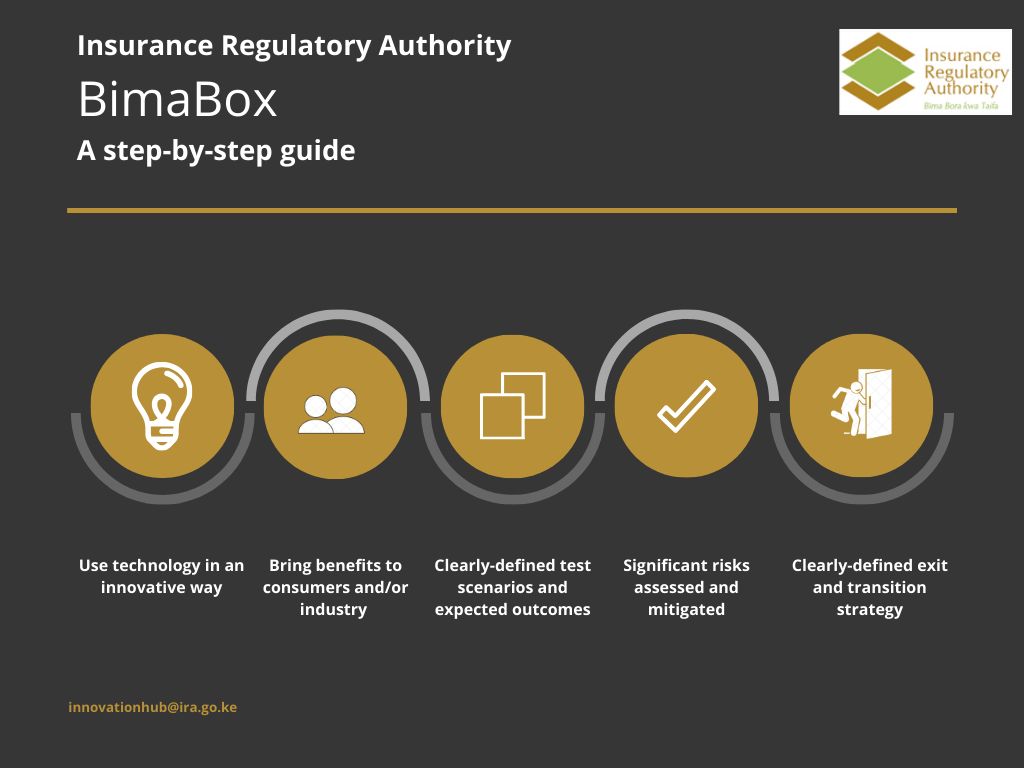 Insurance Regulatory Authority
BimaBox
A step-by-step guide
Insurance
Regulatory
Authority
Bima Bora kwa Taifa
Use technology in an
innovative way
Bring benefits to
consumers and/or
industry
Clearly-defined test
scenarios and
expected outcomes
Significant risks
assessed and
mitigated
Clearly-defined exit
and transition
strategy
innovationhub@ira.go.ke